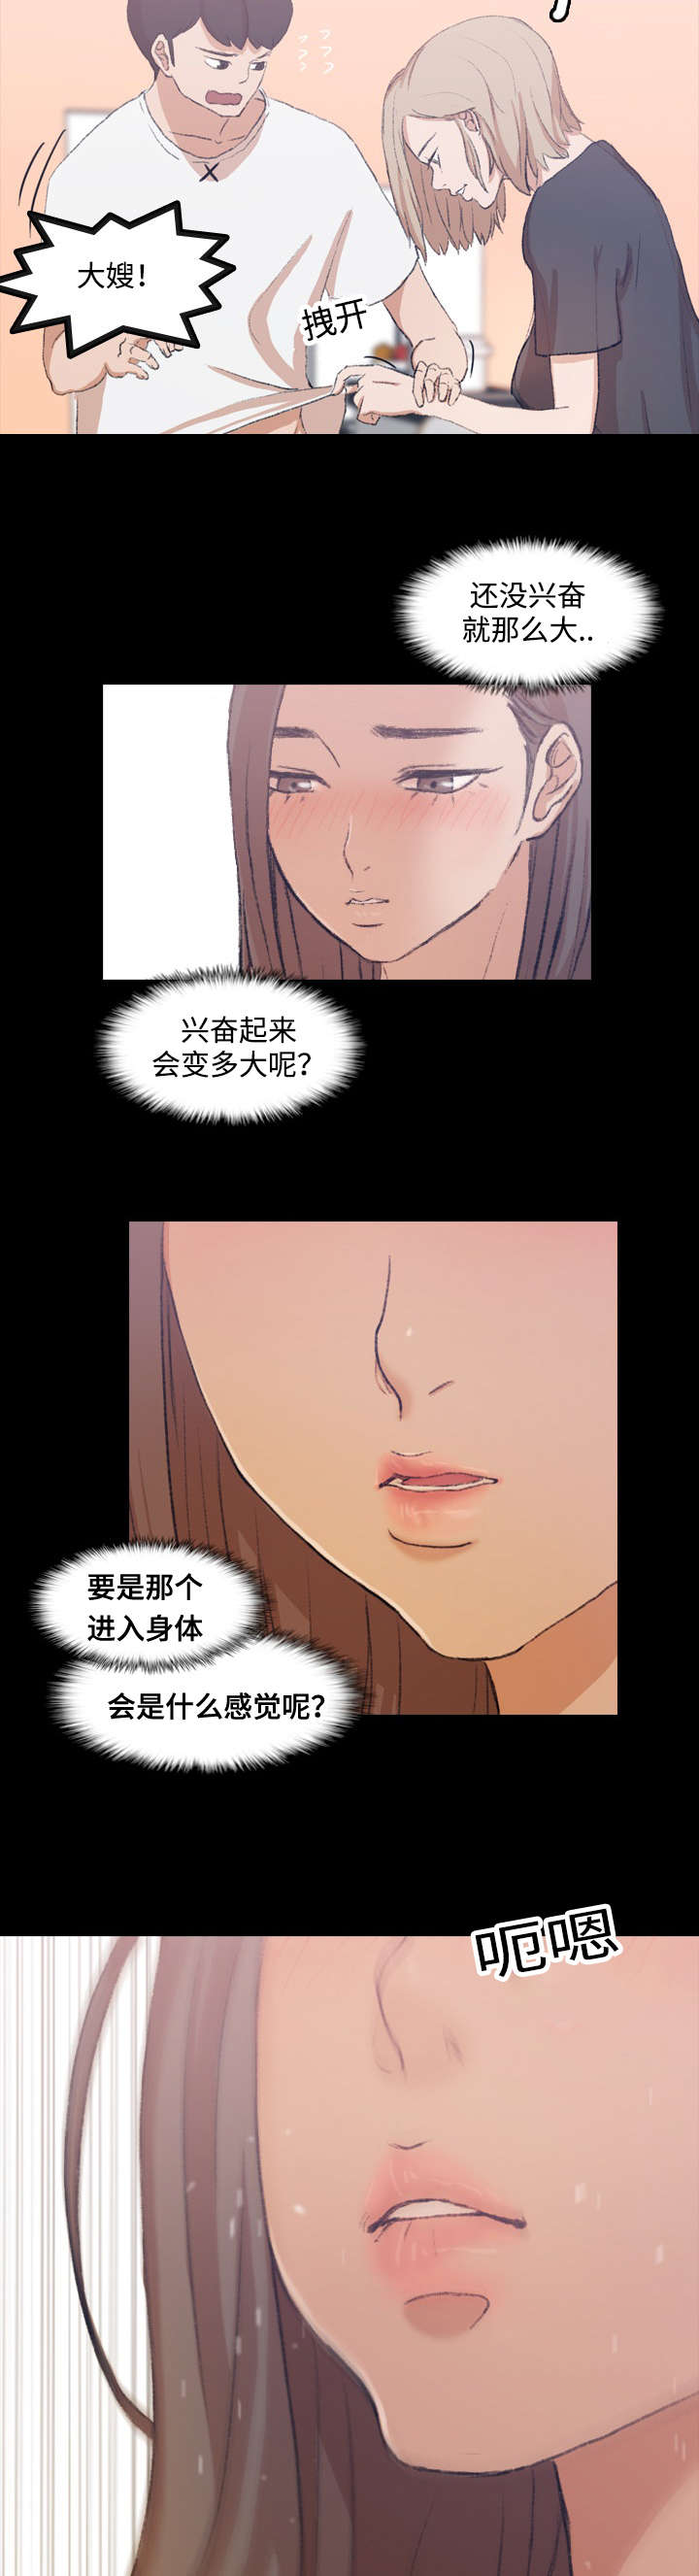 大嫂!
拽开
还没兴奋
就那么大..
兴奋起来
会变多大呢?
要是那个
进入身体
会是什么感觉呢?
呃嗯